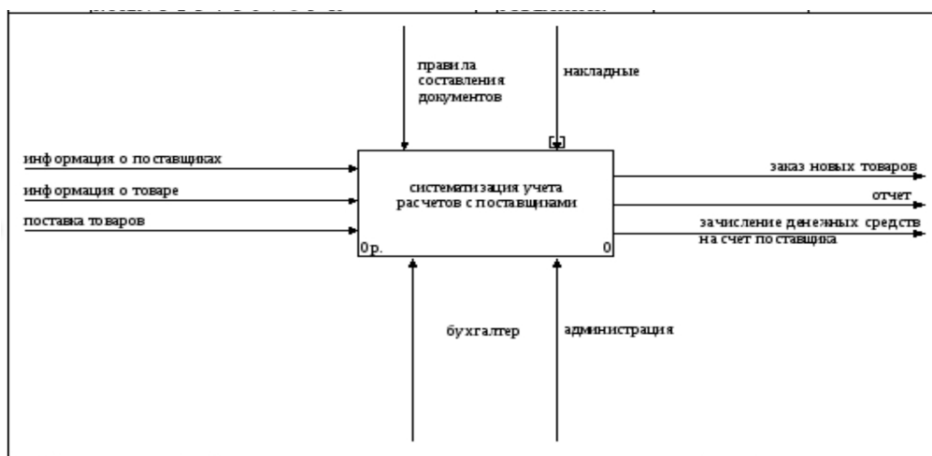 правила
составления
документов
накладные
информация о поставщиках
информация о товаре
поставка товаров
систематизация учета
расчетов с поставщиками
0р.
0
заказ новых товаров
отчет
зачисление денежных средств
на счет поставщика
бухгалтер
администрация